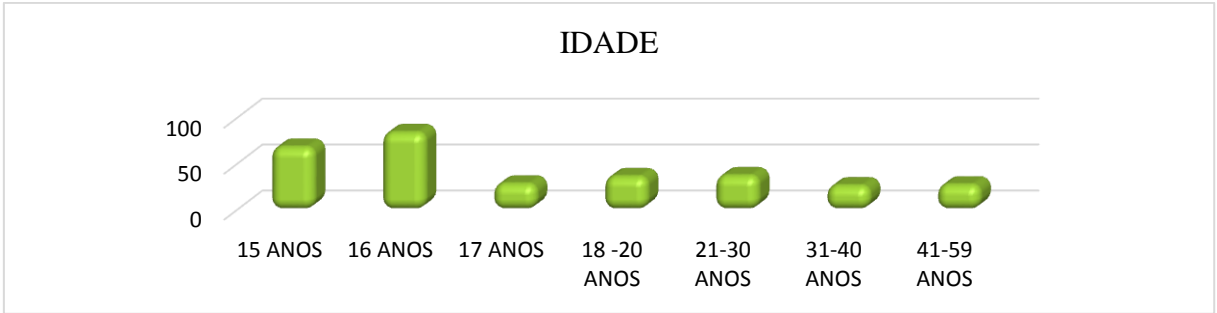 IDADE
100
50
0
15 ANOS
16 ANOS
17 ANOS
18 -20
ANOS
21-30
ANOS
31-40
ANOS
41-59
ANOS